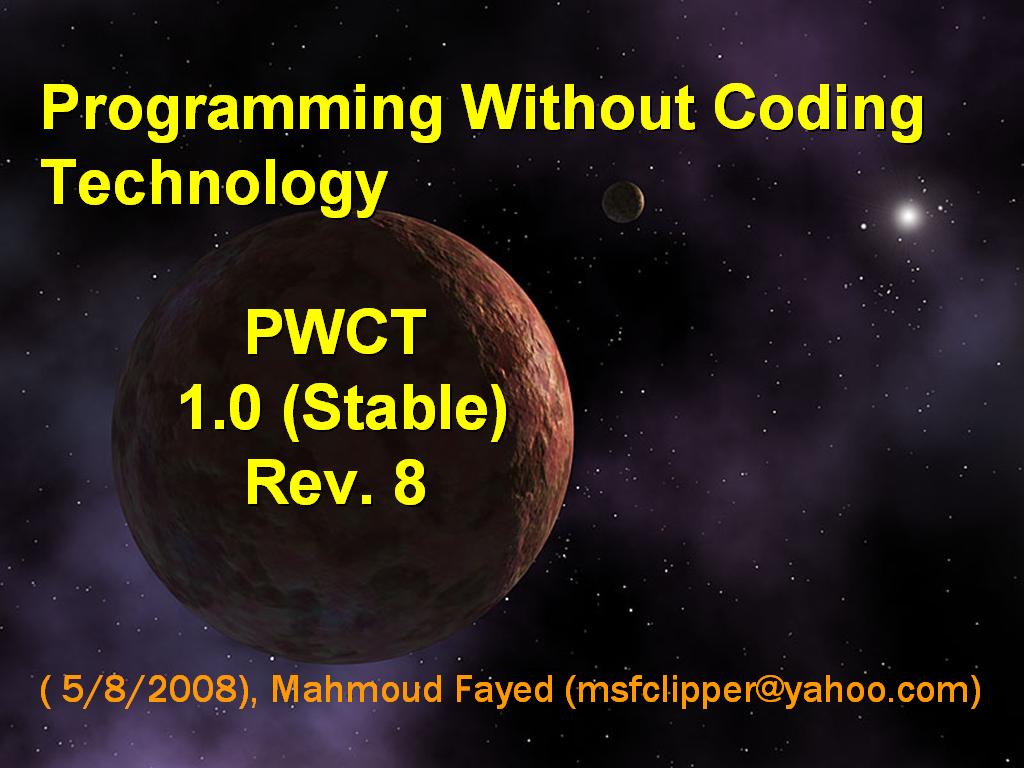 Programming Without Coding
Technology
PWCT
1.0 (Stable)
Rev. 8
( 5/8/2008), Mahmoud Fayed (msfclipper@yahoo.com)